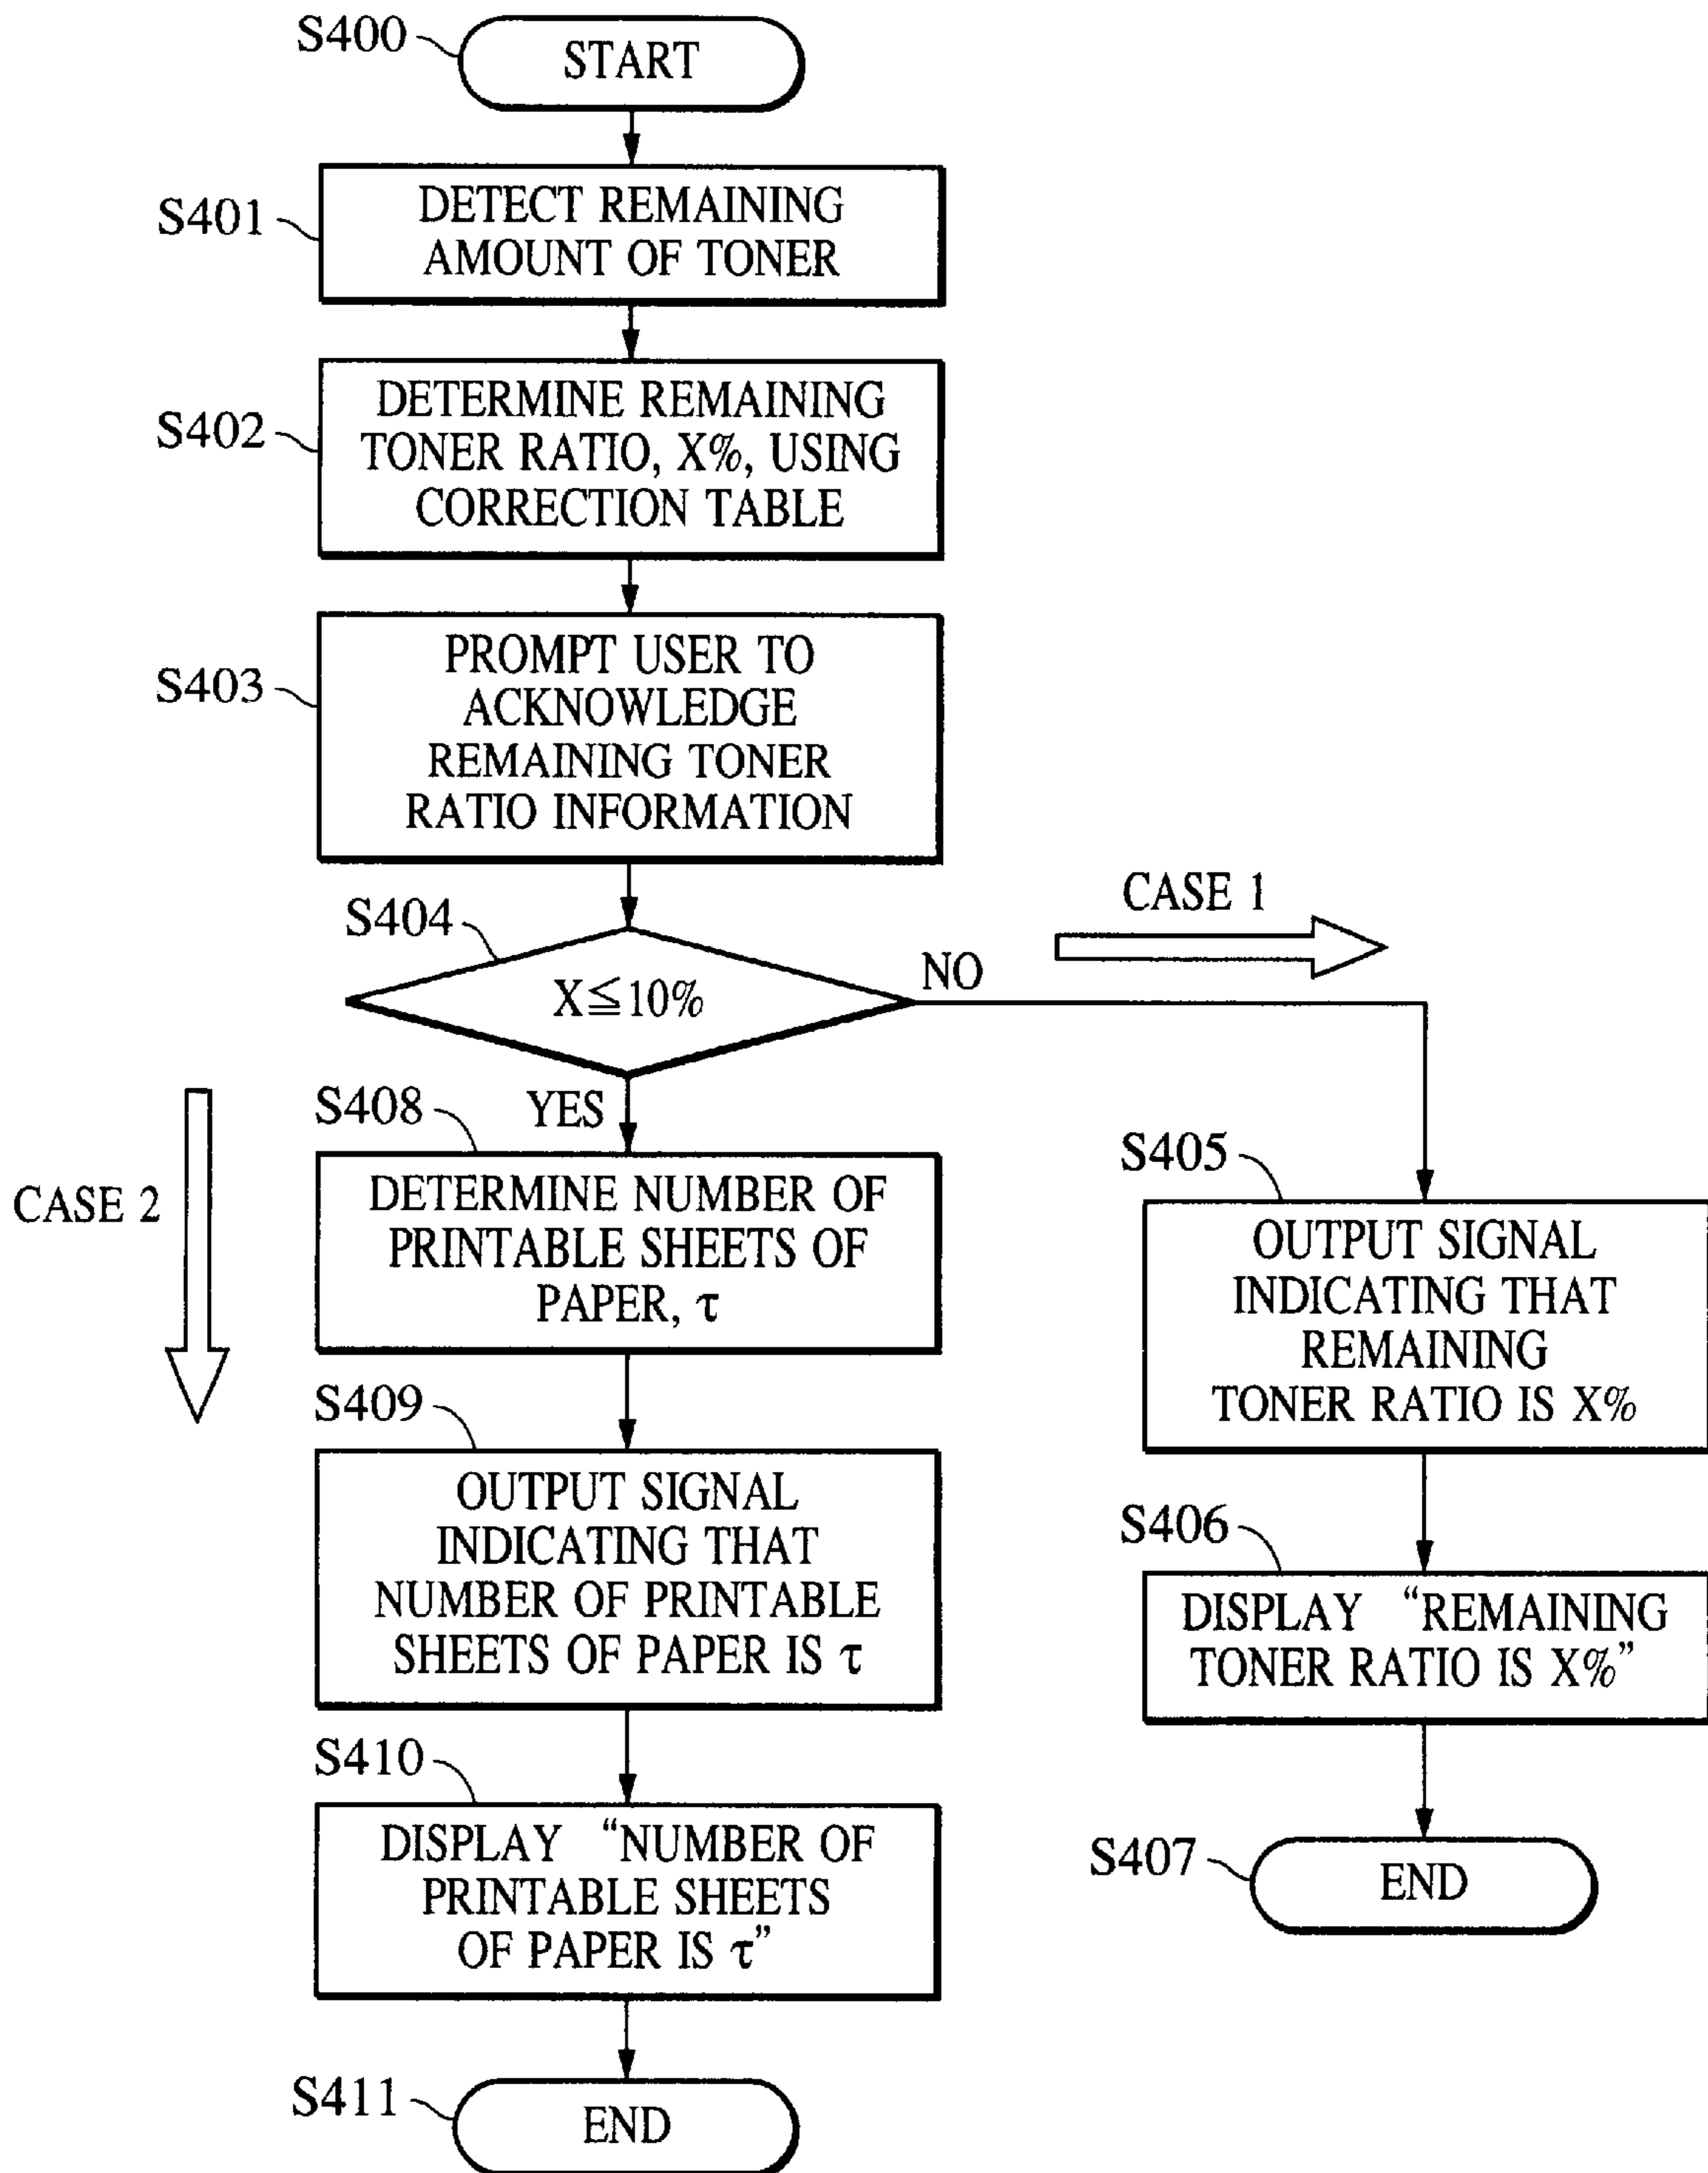 S400
START
S401
DETECT REMAINING
AMOUNT OF TONER
S402
DETERMINE REMAINING
TONER RATIO, X%, USING
CORRECTION TABLE
S403
PROMPT USER TO
ACKNOWLEDGE
REMAINING TONER
RATIO INFORMATION
S404
X≦10%
NO
CASE 1
YES
CASE 2
S408
DETERMINE NUMBER OF
PRINTABLE SHEETS OF
PAPER, τ
S409
OUTPUT SIGNAL
INDICATING THAT
NUMBER OF PRINTABLE
SHEETS OF PAPER IS τ
S410
DISPLAY “NUMBER OF
PRINTABLE SHEETS
OF PAPER IS τ”
S411
END
S405
OUTPUT SIGNAL
INDICATING THAT
REMAINING
TONER RATIO IS X%
S406
DISPLAY “REMAINING
TONER RATIO IS X%”
S407
END